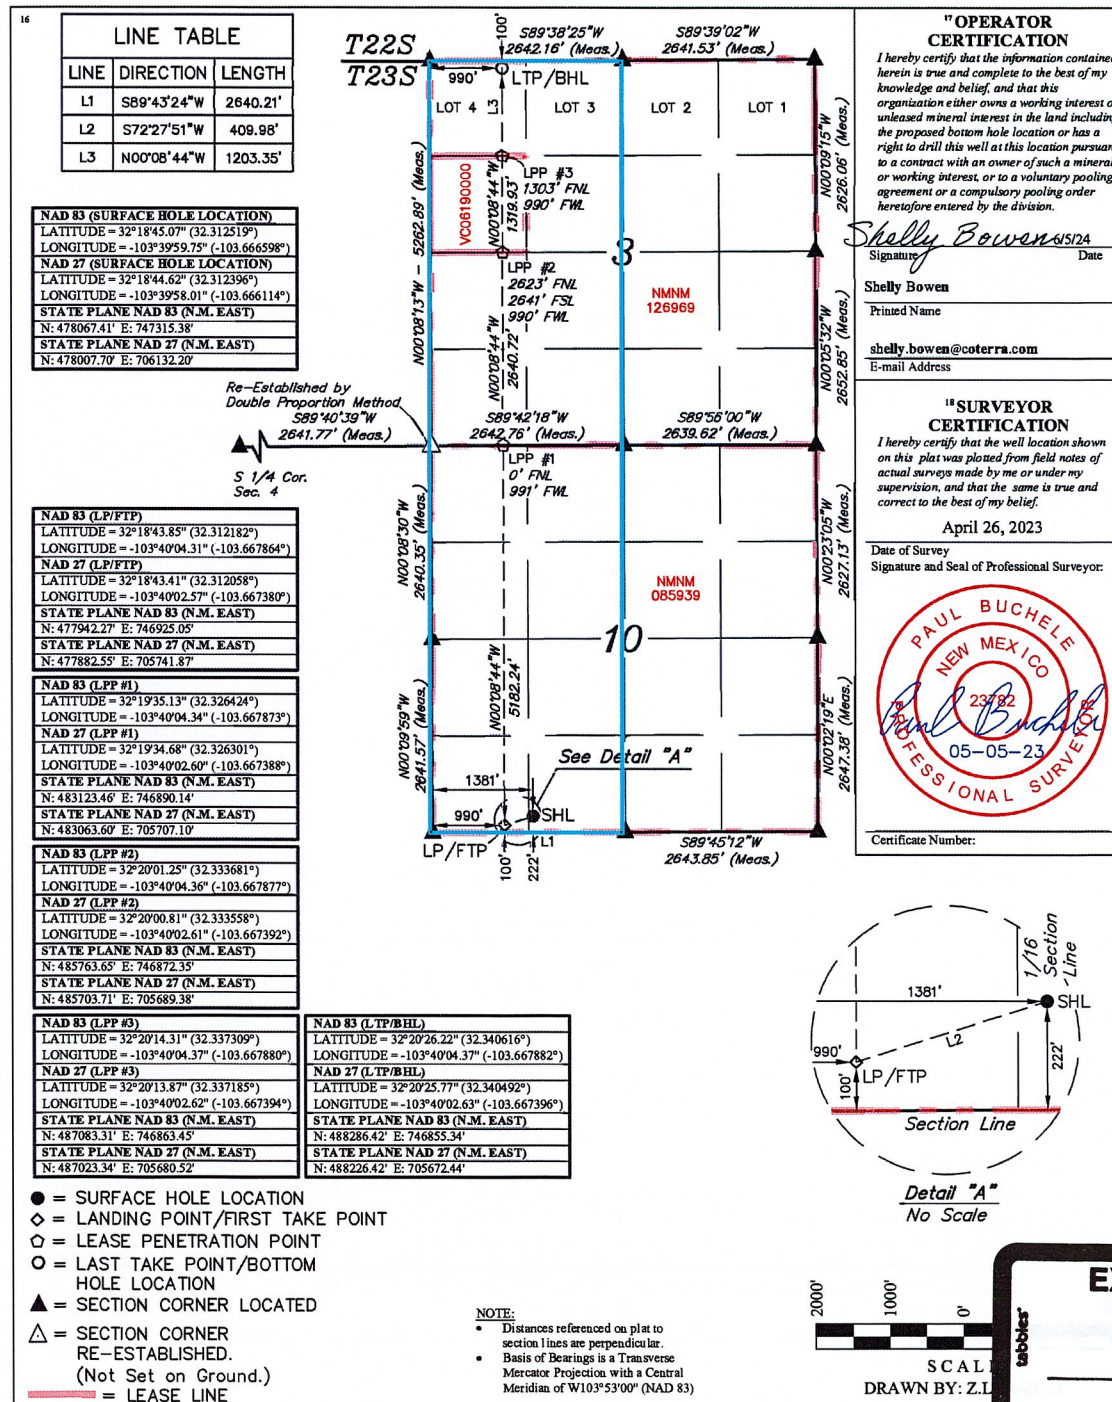 16
LINE TABLE
LINE DIRECTION LENGTH
L1 S89°43'24"W 2640.21'
L2 S72°27'51"W 409.98'
L3 N00°08'44"W 1203.35'
NAD 83 (SURFACE HOLE LOCATION)
LATITUDE = 32°18'45.07" (32.312519°)
LONGITUDE = -103°39'59.75" (-103.666598°)
NAD 27 (SURFACE HOLE LOCATION)
LATITUDE = 32°18'44.62" (32.312396°)
LONGITUDE = -103°39'58.01" (-103.666114°)
STATE PLANE NAD 83 (N.M. EAST)
N: 478067.41' E: 747315.38'
STATE PLANE NAD 27 (N.M. EAST)
N: 478007.70' E: 706132.20'
Re-Established by
Double Proportion Method
S89°40'39"W
2641.77' (Meas.)
S 1/4 Cor.
Sec. 4
NAD 83 (LP/FTP)
LATITUDE = 32°18'43.85" (32.312182°)
LONGITUDE = -103°40'04.31" (-103.667864°)
NAD 27 (LP/FTP)
LATITUDE = 32°18'43.41" (32.312058°)
LONGITUDE = -103°40'02.57" (-103.667380°)
STATE PLANE NAD 83 (N.M. EAST)
N: 477942.27' E: 746925.05'
STATE PLANE NAD 27 (N.M. EAST)
N: 477882.55' E: 705741.87'
NAD 83 (LPP #1)
LATITUDE = 32°19'35.13" (32.326424°)
LONGITUDE = -103°40'04.34" (-103.667873°)
NAD 27 (LPP #1)
LATITUDE = 32°19'34.68" (32.326301°)
LONGITUDE = -103°40'02.60" (-103.667388°)
STATE PLANE NAD 83 (N.M. EAST)
N: 483123.46' E: 746890.14'
STATE PLANE NAD 27 (N.M. EAST)
N: 483063.60' E: 705707.10'
NAD 83 (LPP #2)
LATITUDE = 32°20'01.25" (32.333681°)
LONGITUDE = -103°40'04.36" (-103.667877°)
NAD 27 (LPP #2)
LATITUDE = 32°20'00.81" (32.333558°)
LONGITUDE = -103°40'02.61" (-103.667392°)
STATE PLANE NAD 83 (N.M. EAST)
N: 485763.65' E: 746872.35'
STATE PLANE NAD 27 (N.M. EAST)
N: 485703.71' E: 705689.38'
NAD 83 (LPP #3)
LATITUDE = 32°20'14.31" (32.337309°)
LONGITUDE = -103°40'04.37" (-103.667880°)
NAD 27 (LPP #3)
LATITUDE = 32°20'13.87" (32.337185°)
LONGITUDE = -103°40'02.62" (-103.667394°)
STATE PLANE NAD 83 (N.M. EAST)
N: 487083.31' E: 746863.45'
STATE PLANE NAD 27 (N.M. EAST)
N: 487023.34' E: 705680.52'
NAD 83 (LTP/BHL)
LATITUDE = 32°20'26.22" (32.340616°)
LONGITUDE = -103°40'04.37" (-103.667882°)
NAD 27 (LTP/BHL)
LATITUDE = 32°20'25.77" (32.340492°)
LONGITUDE = -103°40'02.63" (-103.667396°)
STATE PLANE NAD 83 (N.M. EAST)
N: 488286.42' E: 746855.34'
STATE PLANE NAD 27 (N.M. EAST)
N: 488226.42' E: 705672.44'
T22S
T23S
100'
S89°38'25"W
2642.16' (Meas.)
S89°39'02"W
2641.53' (Meas.)
990'
LTP/BHL
LOT 4
L3
LOT 3
LOT 2
LOT 1
N00°08'13"W - 5262.89' (Meas.)
VC06190000
N00°08'44"W
1319.93'
LPP #3
1303' FNL
990' FWL
N00°09'15"W
2626.06' (Meas.)
3
LPP #2
2623' FNL
2641' FSL
990' FWL
NMNM
126969
N00°08'44"W
2640.72'
N00°05'32"W
2652.85' (Meas.)
S89°42'18"W
2642.76' (Meas.)
S89°56'00"W
2639.62' (Meas.)
LPP #1
0' FNL
991' FWL
N00°08'30"W
2640.35' (Meas.)
N00°23'05"W
2627.13' (Meas.)
NMNM
085939
10
N00°09'59"W
2641.57' (Meas.)
N00°08'44"W
5182.24'
N00°02'19"E
2647.38' (Meas.)
See Detail "A"
1381'
990'
SHL
LP/FTP
L1
100'
222'
S89°45'12"W
2643.85' (Meas.)
17 OPERATOR
CERTIFICATION
I hereby certify that the information contained
herein is true and complete to the best of my
knowledge and belief, and that this
organization either owns a working interest o
unleased mineral interest in the land including
the proposed bottom hole location or has a
right to drill this well at this location pursuan
to a contract with an owner of such a mineral
or working interest, or to a voluntary pooling
agreement or a compulsory pooling order
heretofore entered by the division.
Shelly Bowen 6/5/24
Signature Date
Shelly Bowen
Printed Name
shelly.bowen@coterra.com
E-mail Address
18 SURVEYOR
CERTIFICATION
I hereby certify that the well location shown
on this plat was plotted from field notes of
actual surveys made by me or under my
supervision, and that the same is true and
correct to the best of my belief.
April 26, 2023
Date of Survey
Signature and Seal of Professional Surveyor:
PAUL BUCHELE
NEW MEXICO
23782
Paul Buchele
05-05-23
PROFESSIONAL SURVEYOR
Certificate Number:
1/16
Section
Line
1381'
SHL
L2
990'
LP/FTP
100'
222'
Section Line
Detail "A"
No Scale
= SURFACE HOLE LOCATION
= LANDING POINT/FIRST TAKE POINT
= LEASE PENETRATION POINT
= LAST TAKE POINT/BOTTOM
HOLE LOCATION
= SECTION CORNER LOCATED
= SECTION CORNER
RE-ESTABLISHED.
(Not Set on Ground.)
= LEASE LINE
NOTE:
• Distances referenced on plat to
section lines are perpendicular.
• Basis of Bearings is a Transverse
Mercator Projection with a Central
Meridian of W103°53'00" (NAD 83)
2000' 1000' 0'
SCAL
DRAWN BY: Z.L
tabbies'
EX